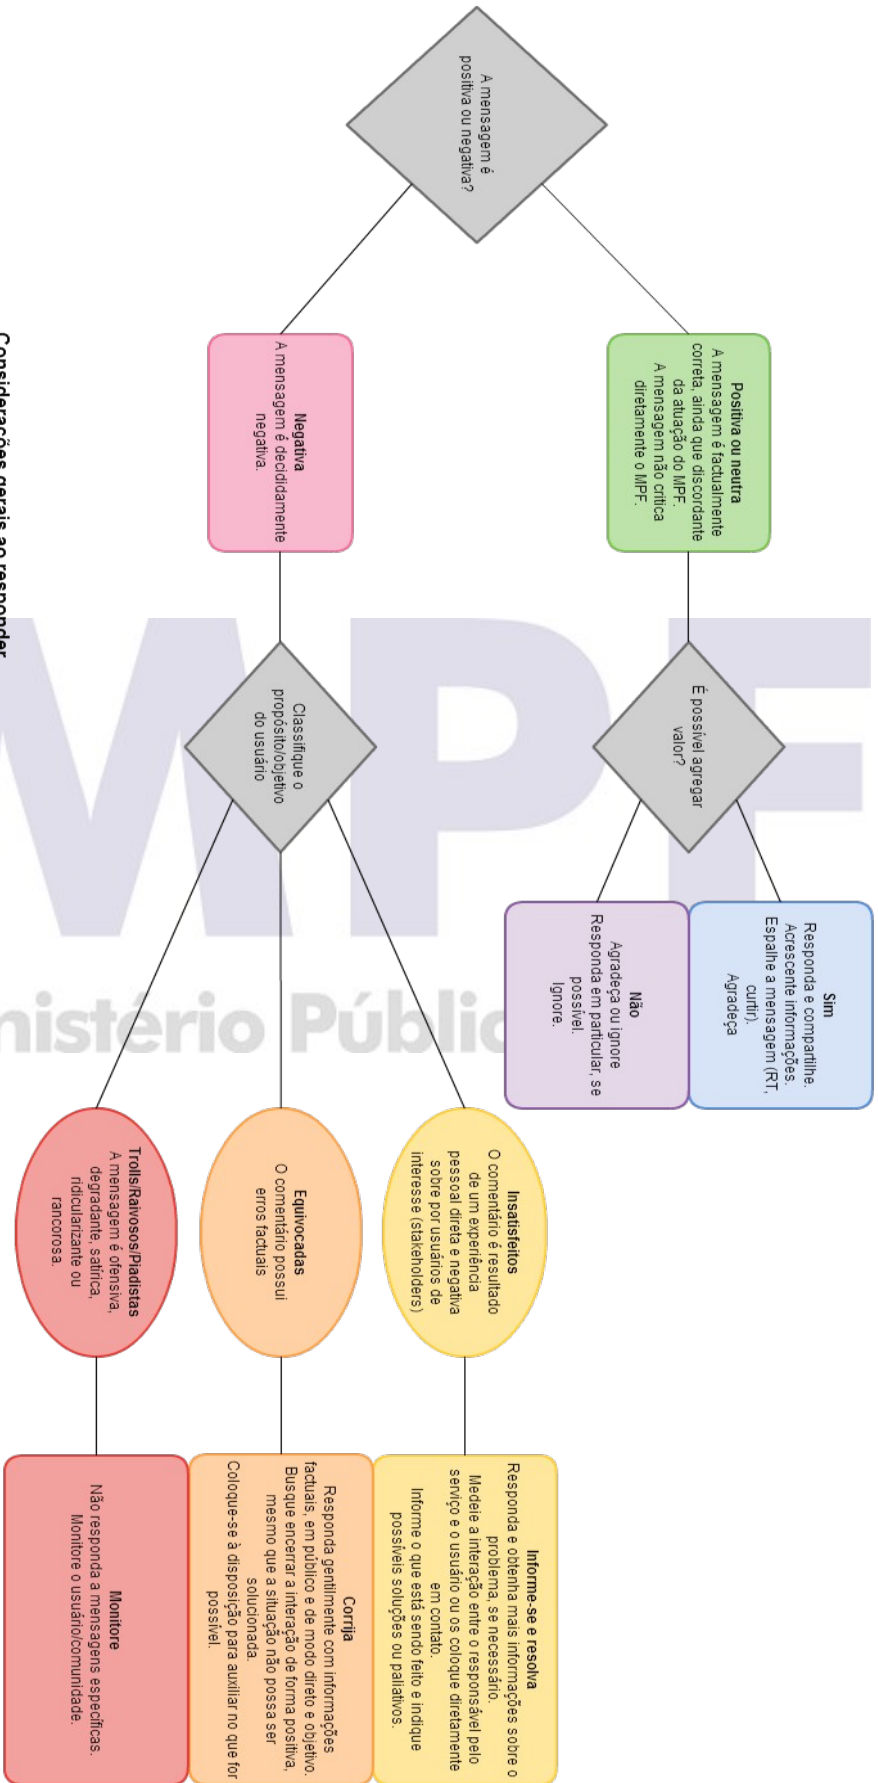 A mensagem é
positiva ou negativa?
Positiva ou neutra
A mensagem é factualmente
correta, ainda que discordante
da atuação do MPF.
A mensagem não critica
diretamente o MPF.
É possível agregar
valor?
Sim
Responda e compartilhe.
Acrescente informações.
Espalhe a mensagem (RT,
curtir).
Agradeça
Não
Agradeça ou ignore
Responda em particular, se
possível.
Ignore.
Negativa
A mensagem é decididamente
negativa.
Classifique o
propósito/objetivo
do usuário
Insatisfeitos
O comentário é resultado
de um experiência
pessoal direta e negativa
sobre por usuários de
interesse (stakeholders)
Informe-se e resolva
Responda e obtenha mais informações sobre o
problema, se necessário.
Medeie a interação entre o responsável pelo
serviço e o usuário ou os coloque diretamente
em contato.
Informe o que está sendo feito e indique
possíveis soluções ou paliativos.
Equivocadas
O comentário possui
erros factuais
Corrija
Responda gentilmente com informações
factuais, em público e de modo direto e objetivo.
Busque encerrar a interação de forma positiva,
mesmo que a situação não possa ser
solucionada.
Coloque-se à disposição para auxiliar no que for
possível.
Trolls/Raivosos/Piadistas
A mensagem é ofensiva,
degradante, satírica,
ridicularizante ou
rancorosa.
Monitore
Não responda a mensagens específicas.
Monitore o usuário/comunidade.
Considerações gerais ao responder
MPF
nistério Públic